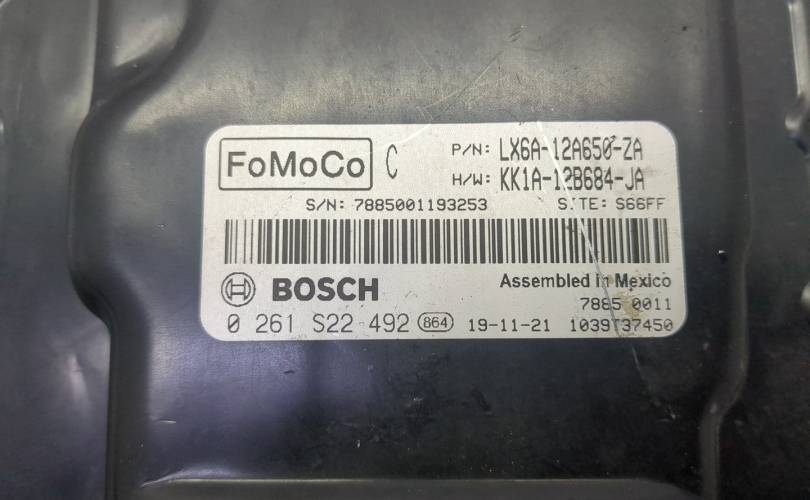 FoMoCo C P/N: LX6A-12A650-ZA
H/W: KK1A-12B684-JA
S/N: 7885001193253 SITE: S66FF
BOSCH Assembled in Mexico
7885 0011
0 261 S22 492 864 19-11-21 1039T37450